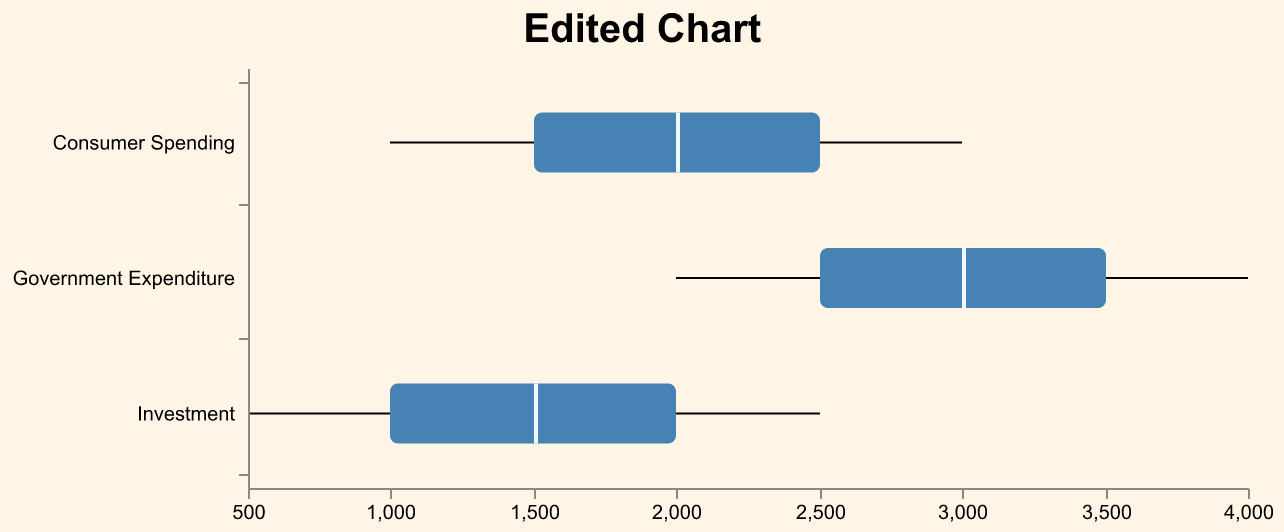 Edited Chart
Consumer Spending
Government Expenditure
Investment
500 1,000 1,500 2,000 2,500 3,000 3,500 4,000